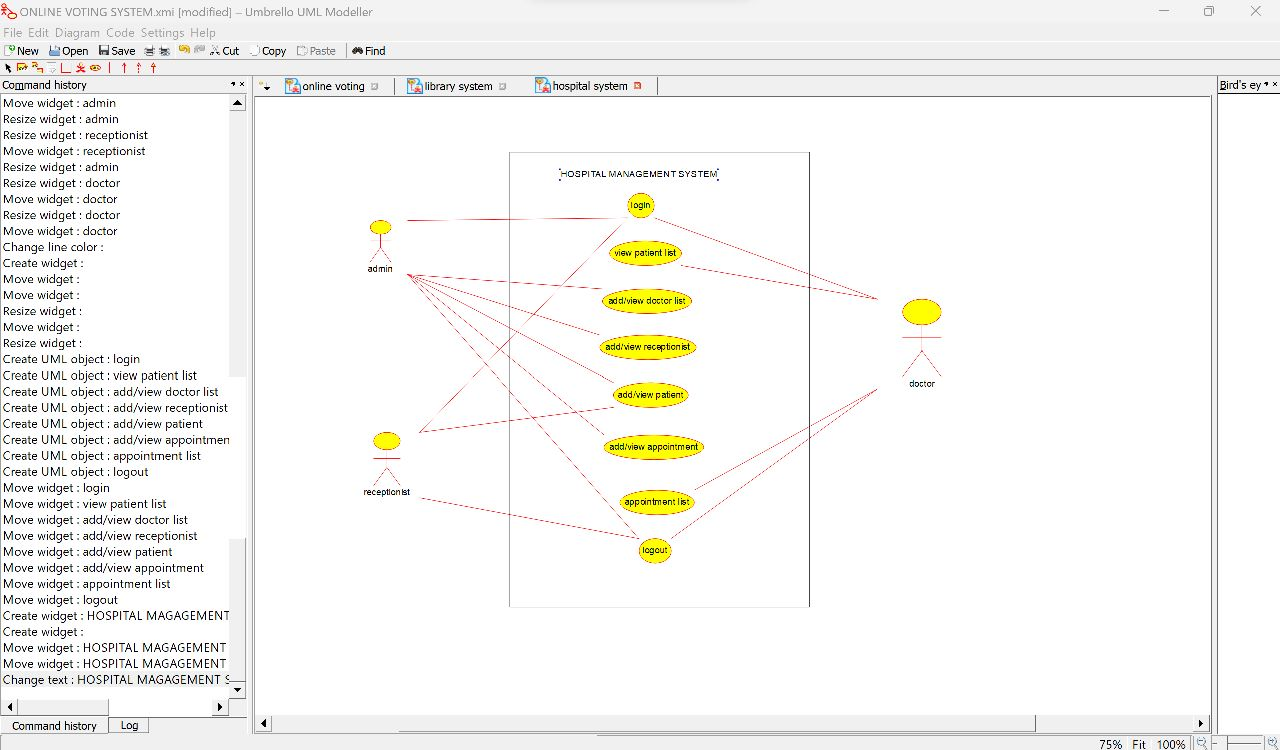 ONLINE VOTING SYSTEM.xmi [modified] – Umbrello UML Modeller
File Edit Diagram Code Settings Help
New Open Save Cut Copy Paste Find
Command history
online voting library system hospital system
Bird's ey
Move widget : admin
Resize widget : admin
Resize widget : receptionist
Move widget : receptionist
Resize widget : admin
Resize widget : doctor
Move widget : doctor
Resize widget : doctor
Move widget : doctor
Change line color :
Create widget :
Move widget :
Move widget :
Resize widget :
Move widget :
Resize widget :
Create UML object : login
Create UML object : view patient list
Create UML object : add/view doctor list
Create UML object : add/view receptionist
Create UML object : add/view patient
Create UML object : add/view appointmen
Create UML object : appointment list
Create UML object : logout
Move widget : login
Move widget : view patient list
Move widget : add/view doctor list
Move widget : add/view receptionist
Move widget : add/view patient
Move widget : add/view appointment
Move widget : appointment list
Move widget : logout
Create widget : HOSPITAL MAGAGEMENT
Create widget :
Move widget : HOSPITAL MAGAGEMENT
Move widget : HOSPITAL MAGAGEMENT
Change text : HOSPITAL MAGAGEMENT S
Command history Log
HOSPITAL MANAGEMENT SYSTEM
login
view patient list
add/view doctor list
add/view receptionist
add/view patient
add/view appointment
appointment list
logout
admin
receptionist
doctor
75% Fit 100%